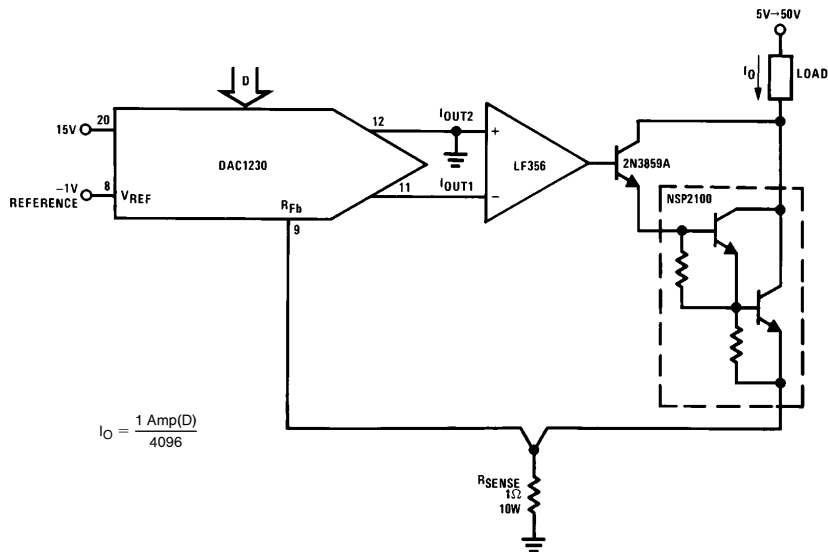 5V→50V
I_O
LOAD
D
15V
20
12
I_OUT2
+
DAC1230
LF356
2N3859A
−1V
REFERENCE
8
V_REF
11
I_OUT1
−
NSP2100
R_Fb
9
I_O = 1 Amp(D) / 4096
R_SENSE
1Ω
10W